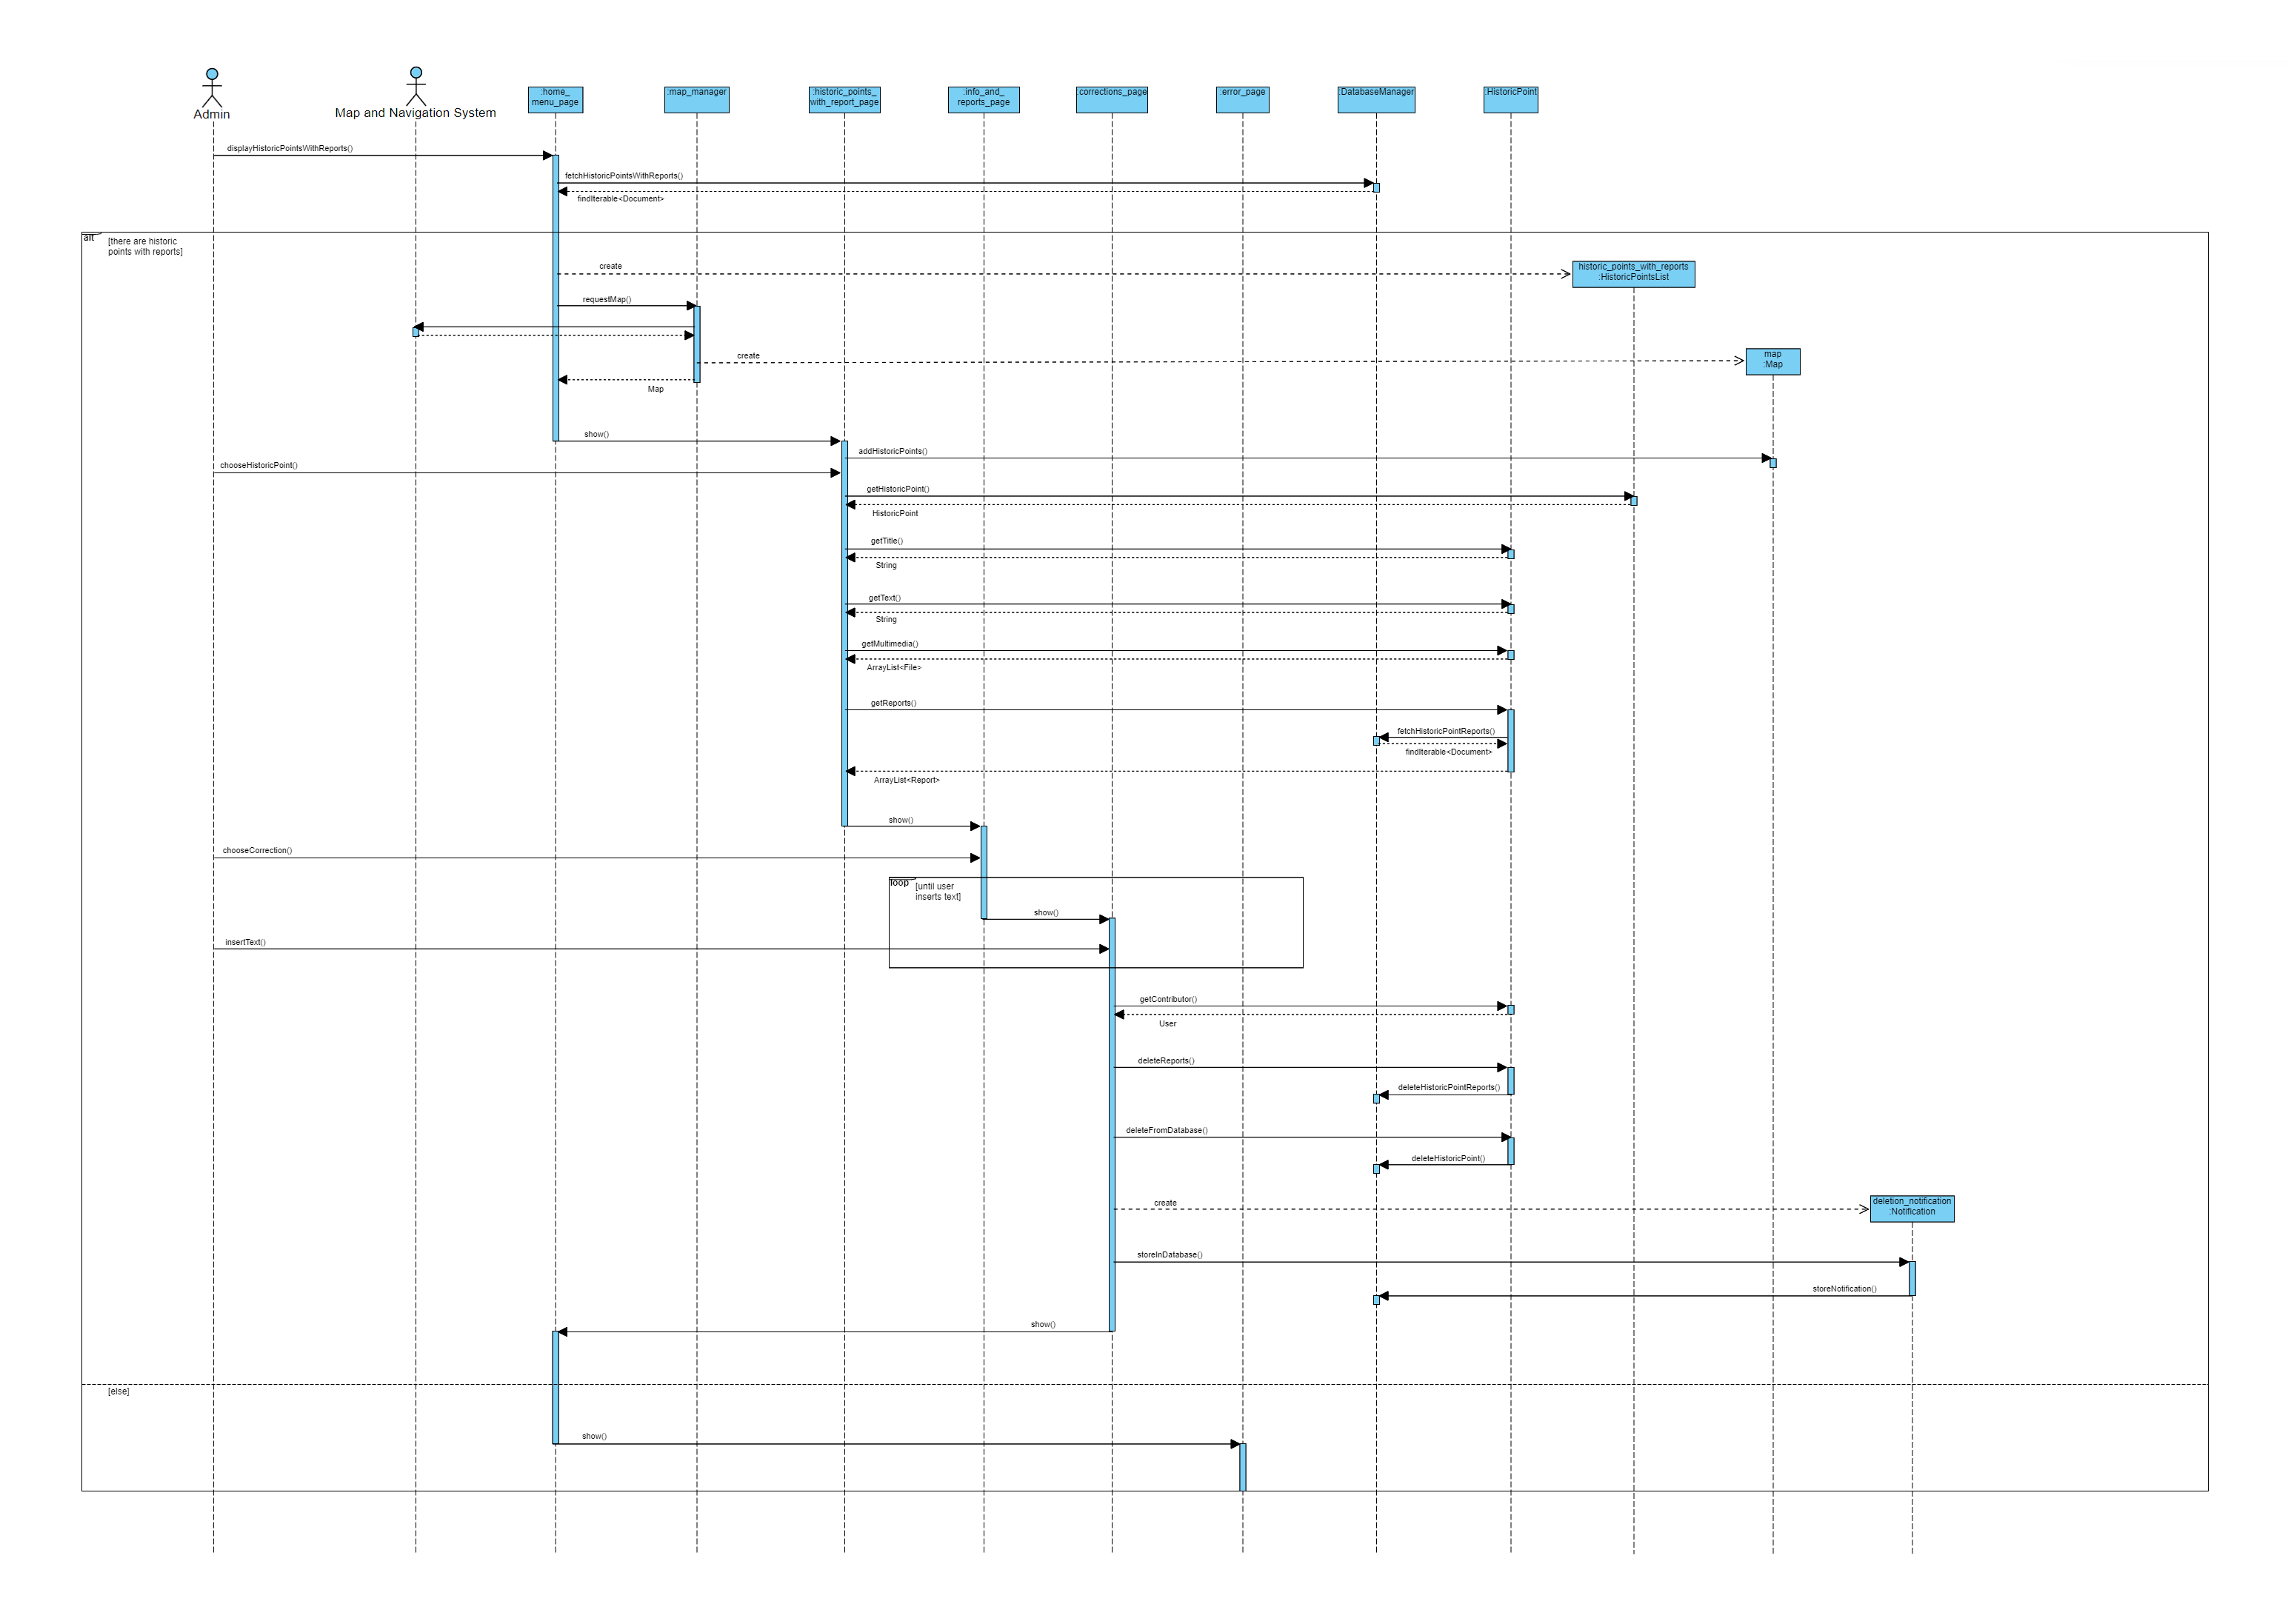 Admin
Map and Navigation System
:home_
menu_page
:map_manager
:historic_points_
with_report_page
:info_and_
reports_page
corrections_page
:error_page
:DatabaseManager
:HistoricPoint
displayHistoricPointsWithReports()
fetchHistoricPointsWithReports()
findIterable<Document>
alt
[there are historic
points with reports]
create
historic_points_with_reports
:HistoricPointsList
requestMap()
create
map
:Map
Map
show()
addHistoricPoints()
chooseHistoricPoint()
getHistoricPoint()
HistoricPoint
getTitle()
String
getText()
String
getMultimedia()
ArrayList<File>
getReports()
fetchHistoricPointReports()
findIterable<Document>
ArrayList<Report>
show()
chooseCorrection()
loop
[until user
inserts text]
show()
insertText()
getContributor()
User
deleteReports()
deleteHistoricPointReports()
deleteFromDatabase()
deleteHistoricPoint()
create
deletion_notification
:Notification
storeInDatabase()
storeNotification()
show()
[else]
show()